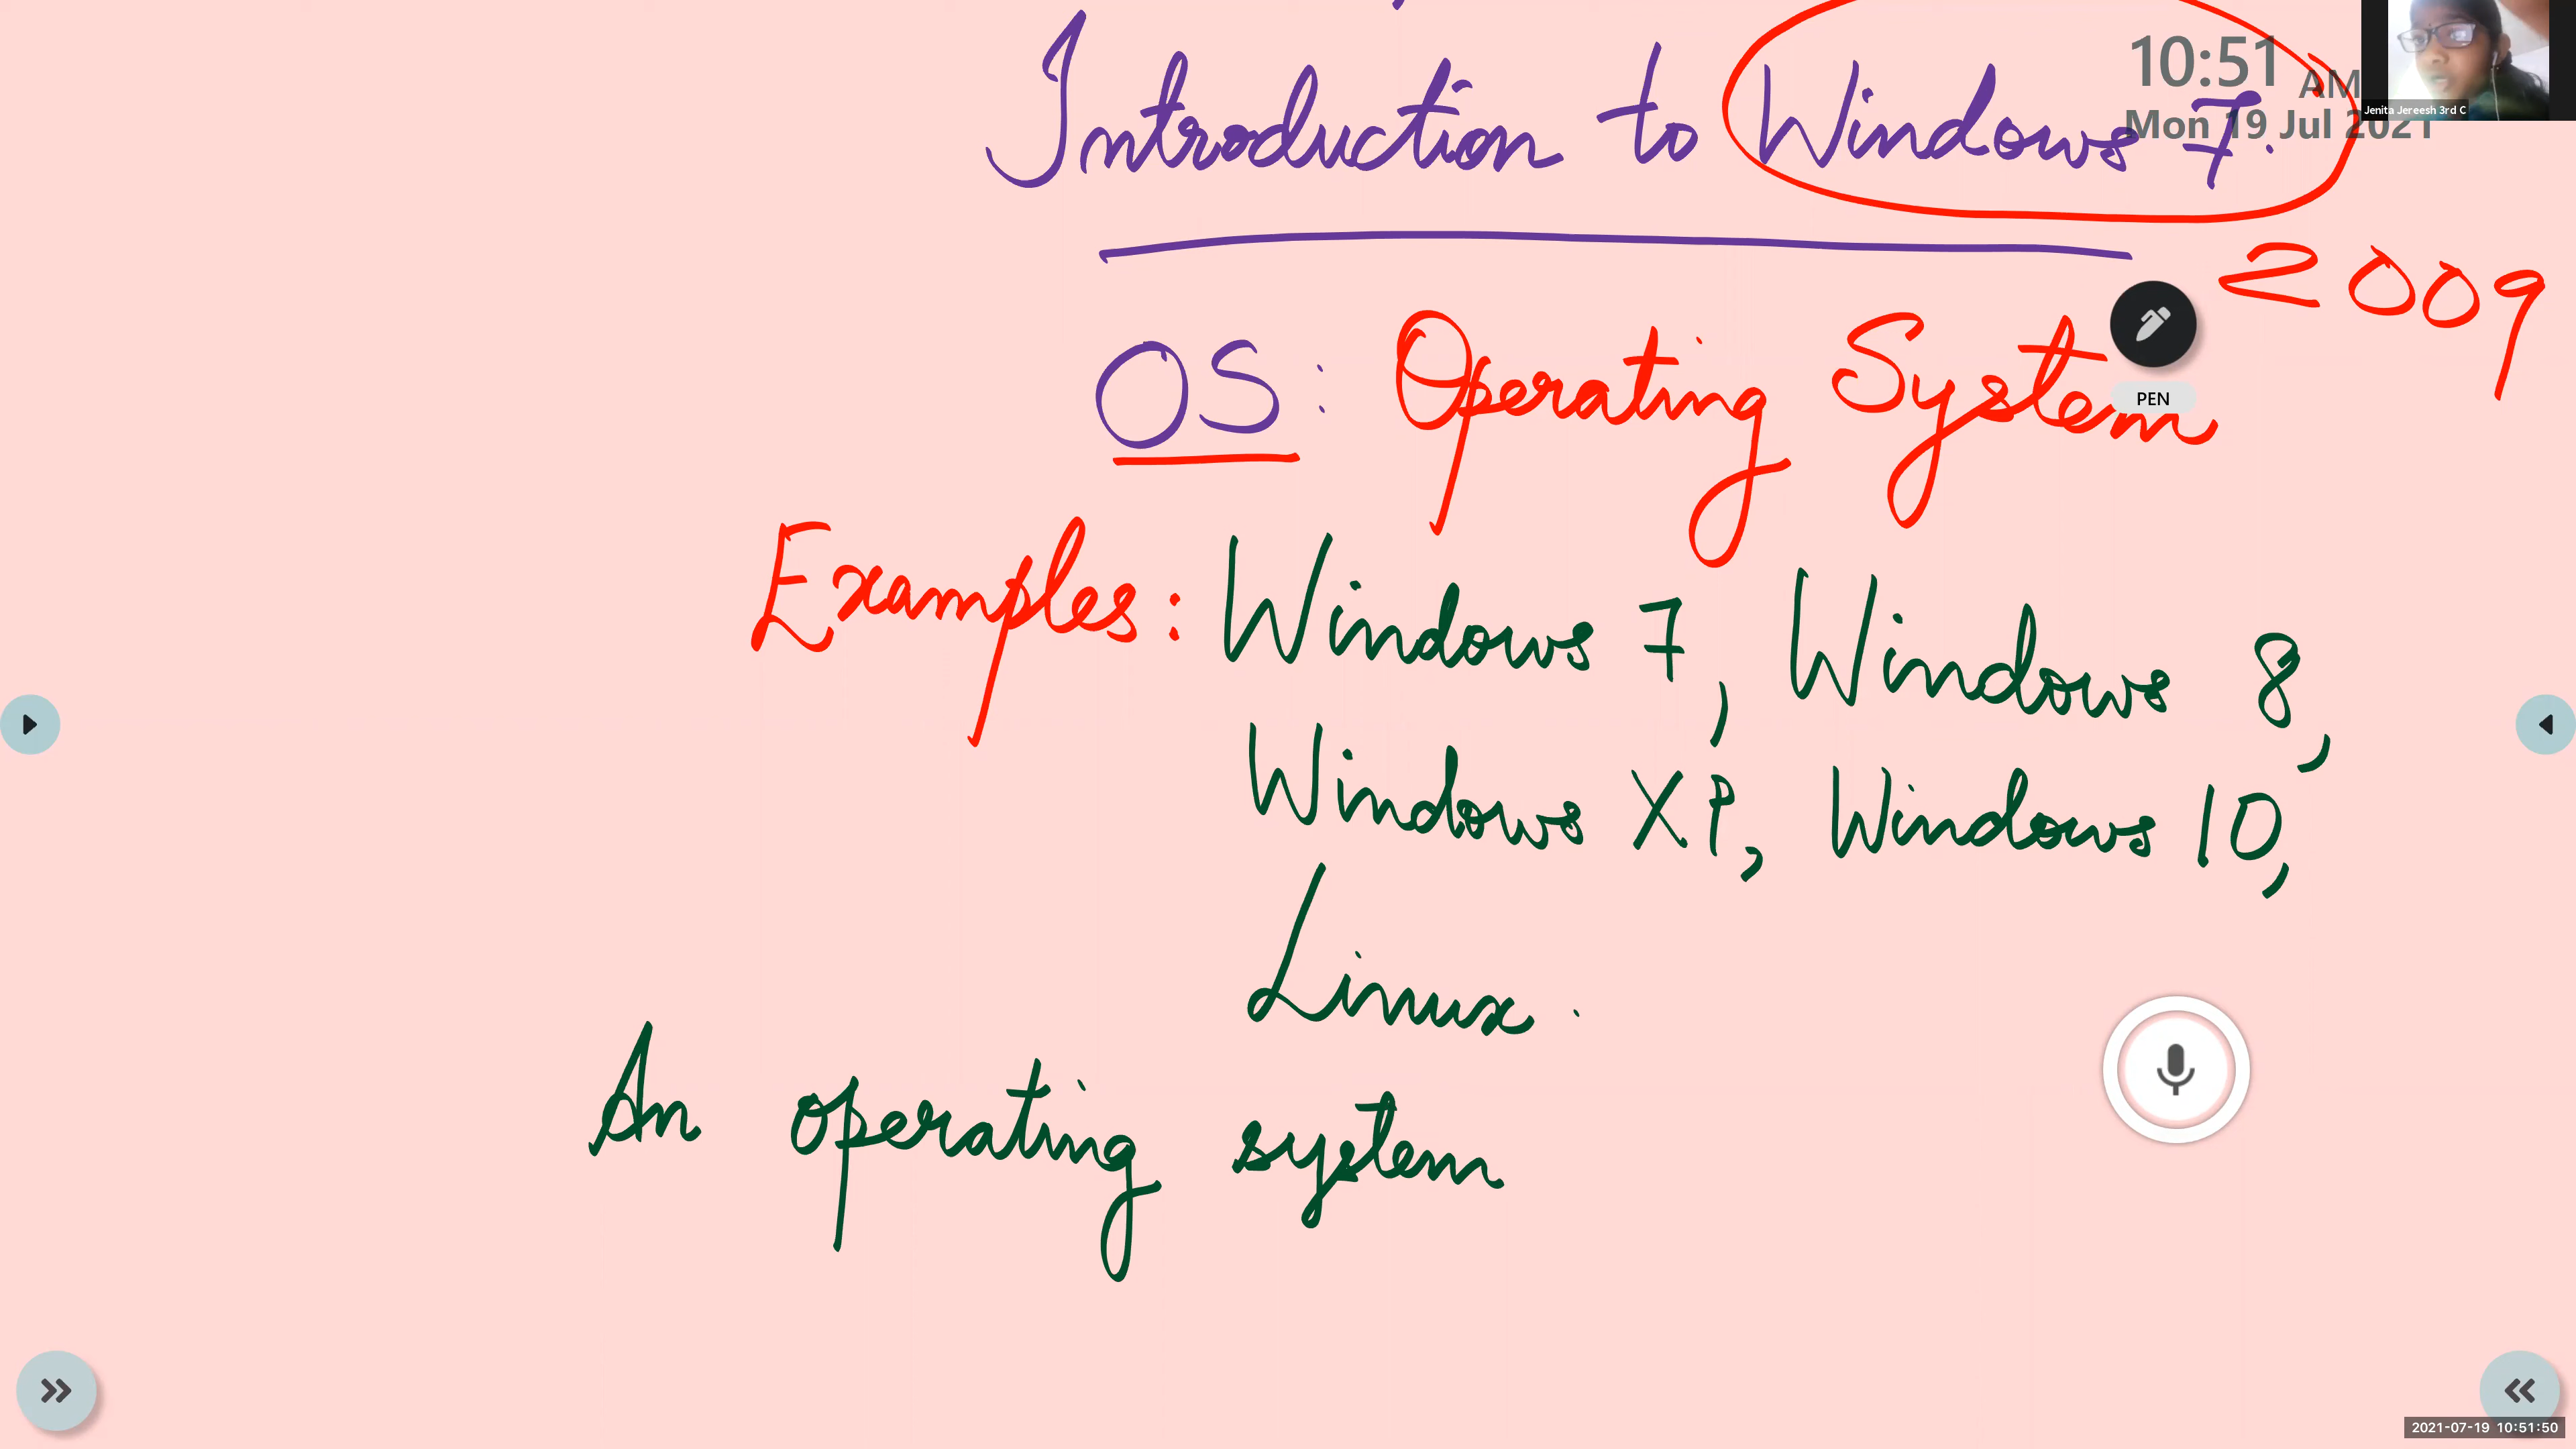 Introduction to Windows 7.
10:51 AM
Mon 19 Jul 2021
Jenita Jereesh 3rd C
2009
OS : Operating System
PEN
Examples : Windows 7, Windows 8,
Windows XP, Windows 10,
Linux.
An operating system
2021-07-19 10:51:50